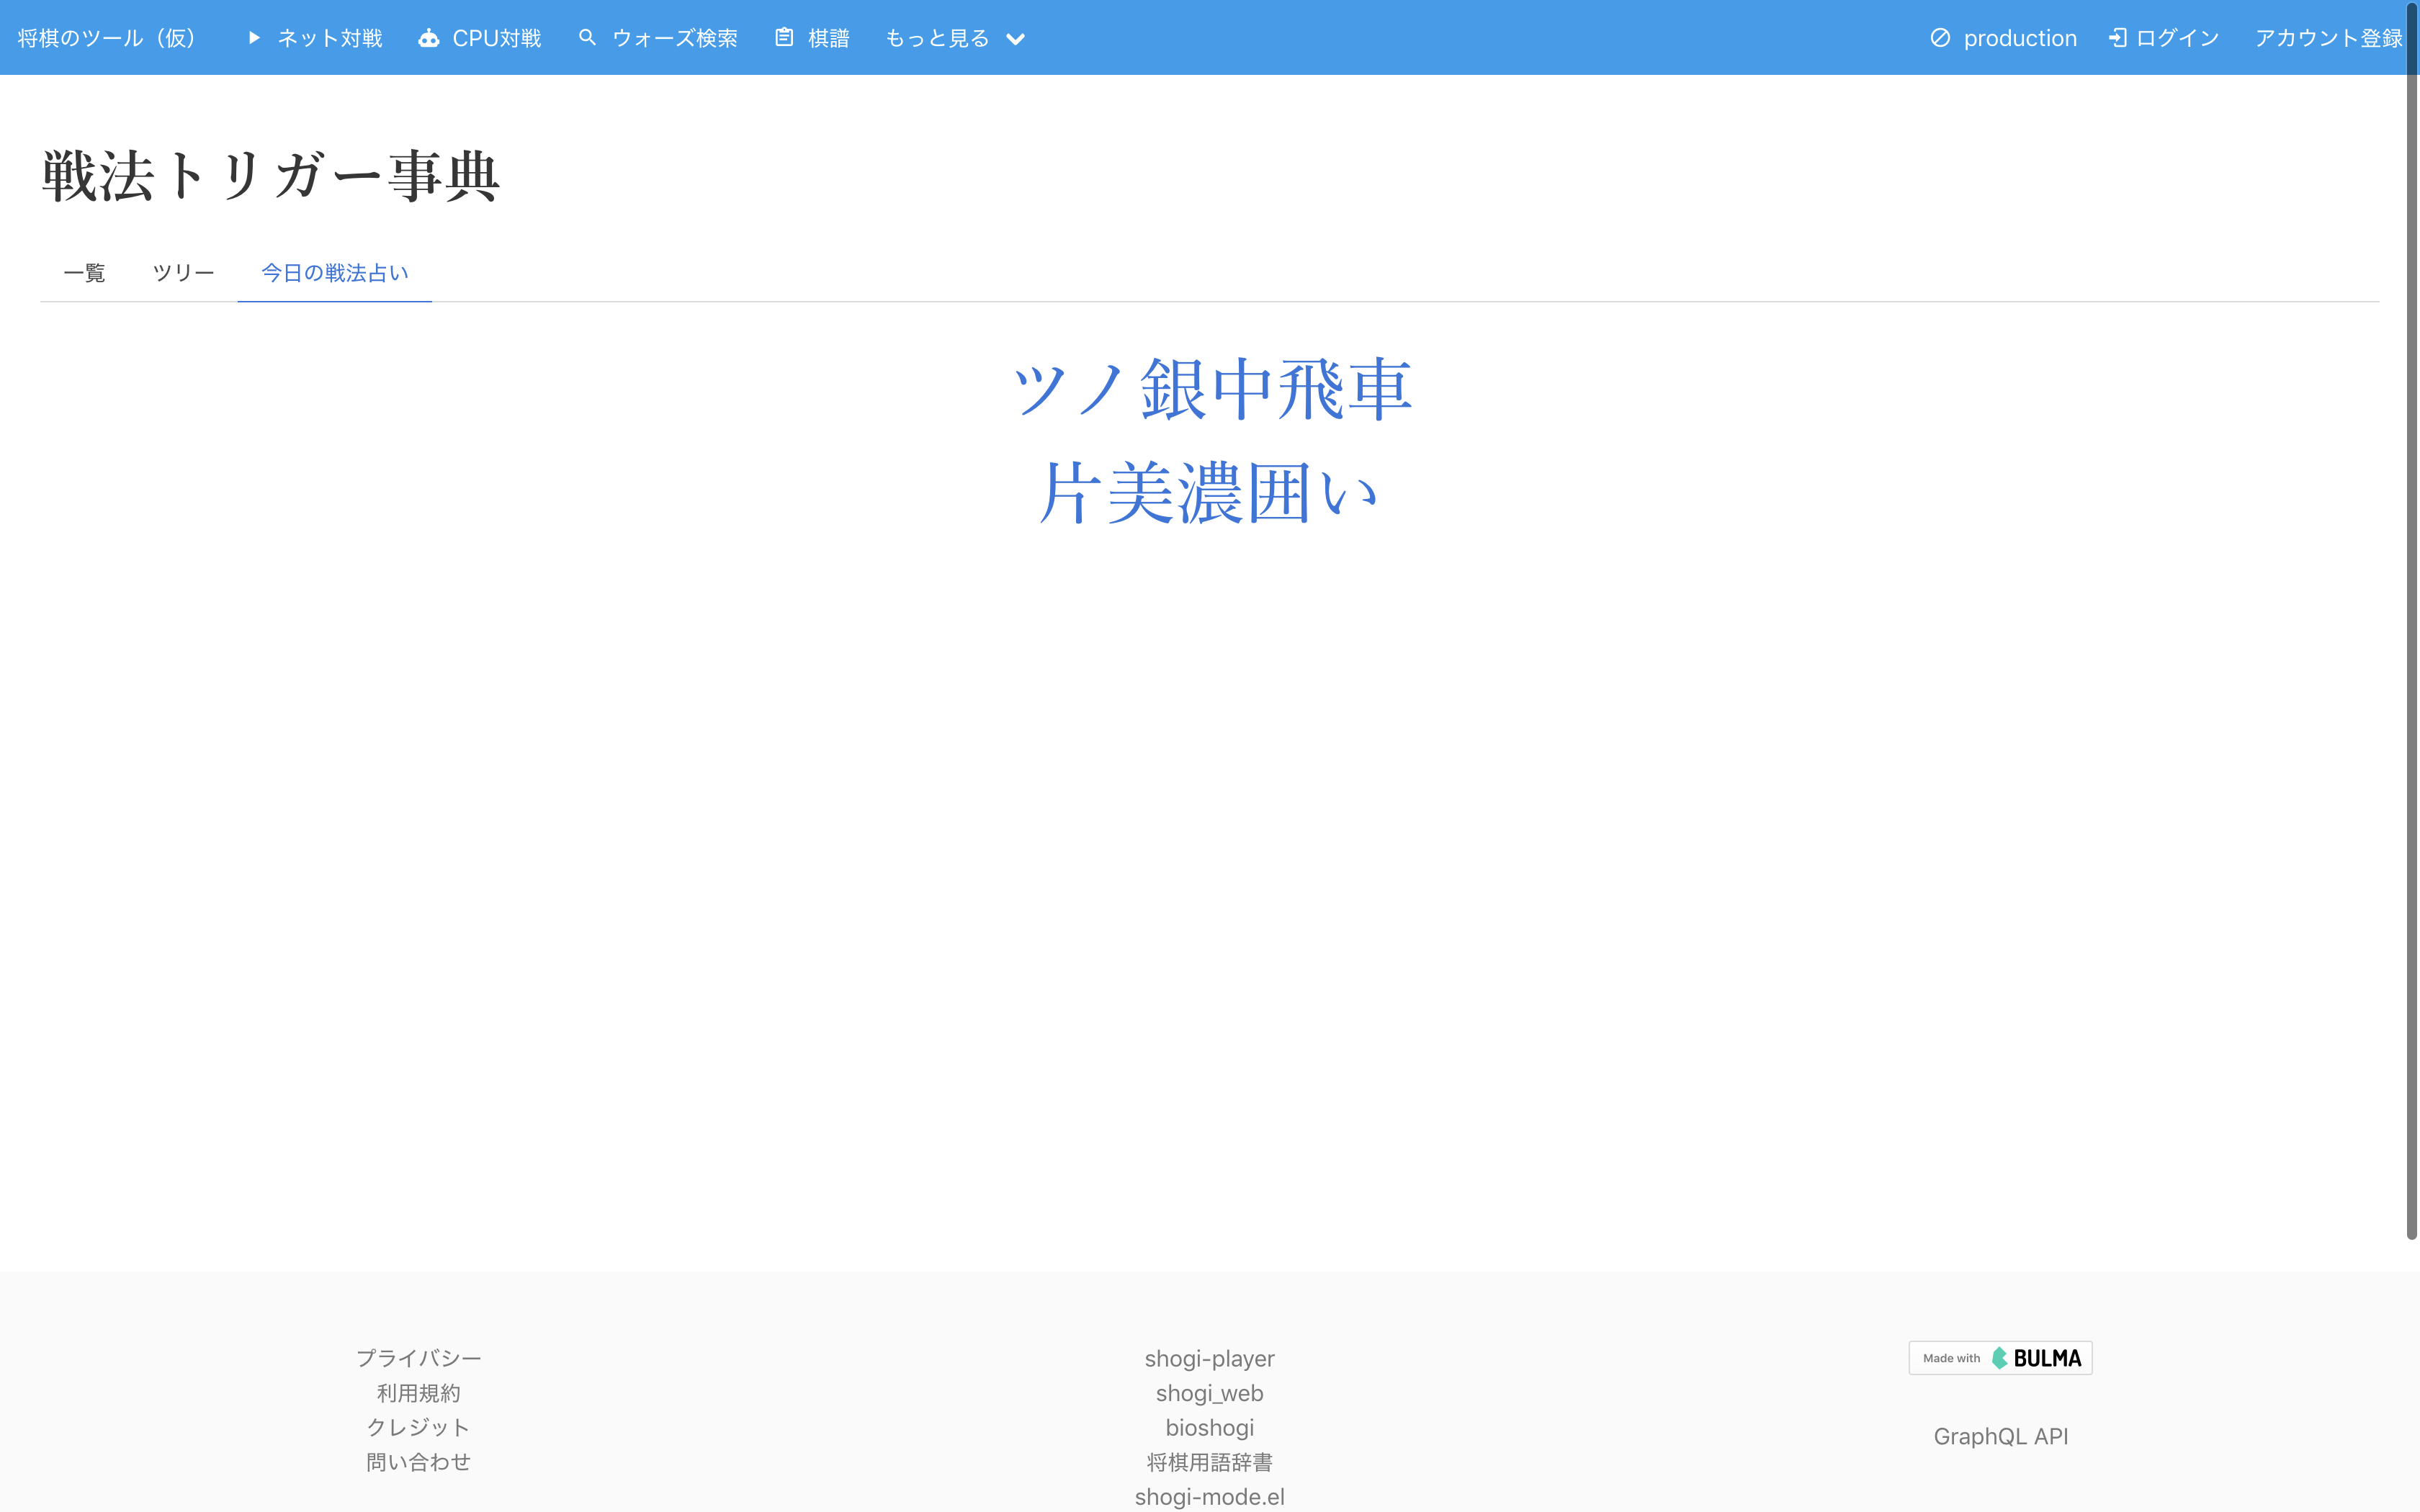 将棋のツール（仮） ネット対戦 CPU対戦 ウォーズ検索 棋譜 もっと見る production ログイン アカウント登録
戦法トリガー事典
一覧 ツリー 今日の戦法占い
ツノ銀中飛車
片美濃囲い
プライバシー
利用規約
クレジット
問い合わせ
shogi-player
shogi_web
bioshogi
将棋用語辞書
shogi-mode.el
Made with BULMA
GraphQL API